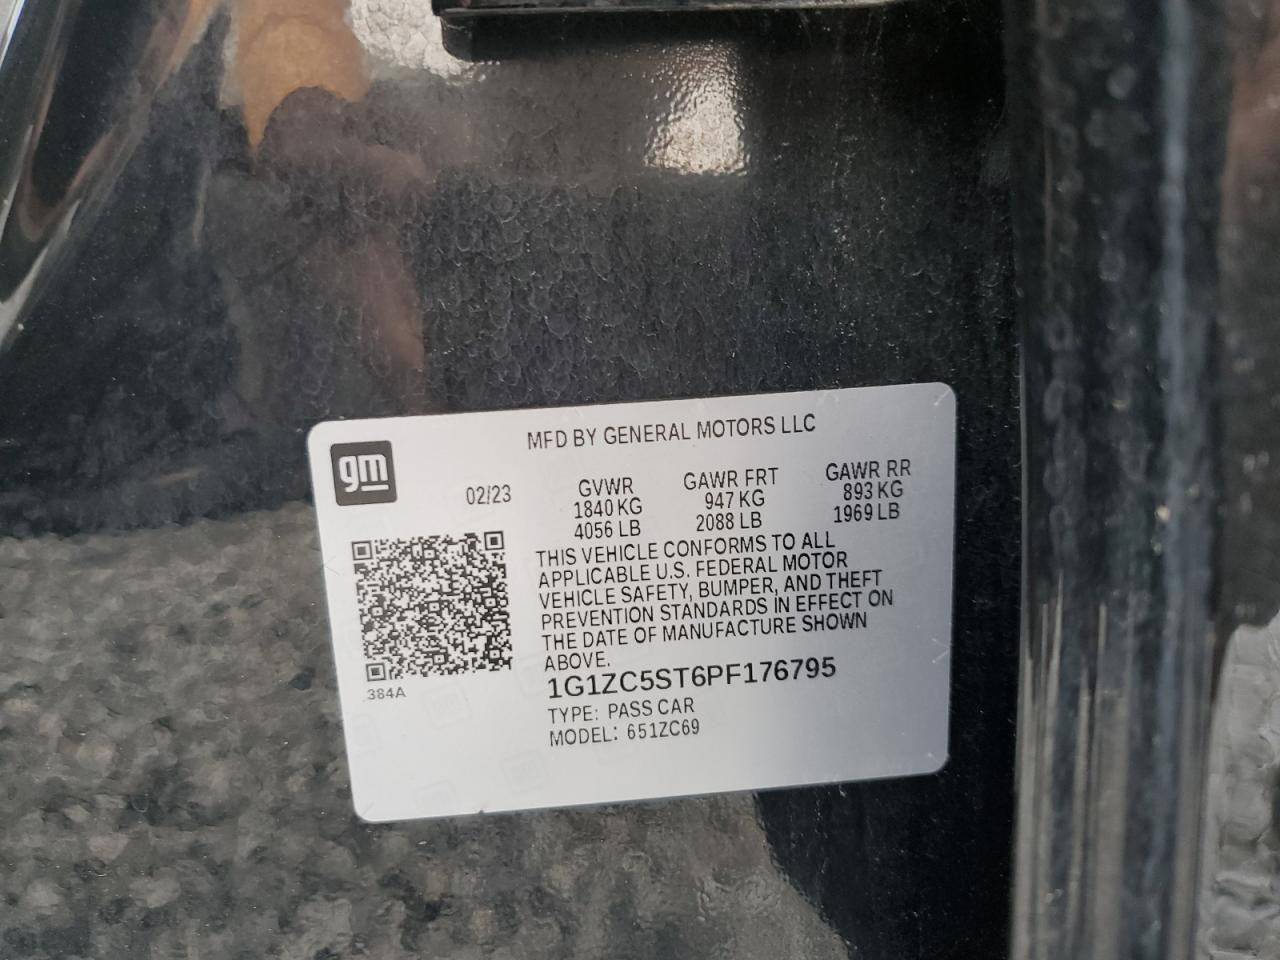 MFD BY GENERAL MOTORS LLC
gm
02/23
GVWR GAWR FRT GAWR RR
1840 KG 947 KG 893 KG
4056 LB 2088 LB 1969 LB
THIS VEHICLE CONFORMS TO ALL
APPLICABLE U.S. FEDERAL MOTOR
VEHICLE SAFETY, BUMPER, AND THEFT
PREVENTION STANDARDS IN EFFECT ON
THE DATE OF MANUFACTURE SHOWN
ABOVE.
384A
1G1ZC5ST6PF176795
TYPE: PASS CAR
MODEL: 651ZC69